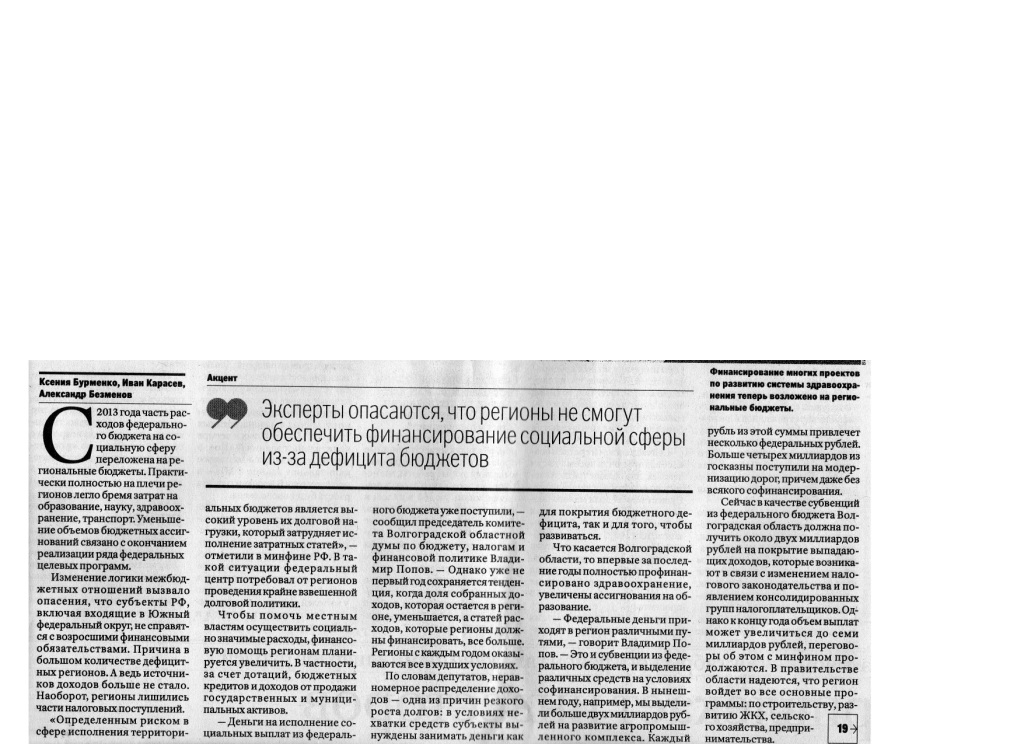 Ксения Бурменко, Иван Карасев,
Александр Безменов
С 2013 года часть рас-
ходов федерально-
го бюджета на со-
циальную сферу
переложена на ре-
гиональные бюджеты. Практи-
чески полностью на плечи ре-
гионов легло бремя затрат на
образование, науку, здравоох-
ранение, транспорт. Уменьше-
ние объемов бюджетных ассиг-
нований связано с окончанием
реализации ряда федеральных
целевых программ.
Изменение логики межбюд-
жетных отношений вызвало
опасения, что субъекты РФ,
включая входящие в Южный
федеральный округ, не справят-
ся с возросшими финансовыми
обязательствами. Причина в
большом количестве дефицит-
ных регионов. А ведь источни-
ков доходов больше не стало.
Наоборот, регионы лишились
части налоговых поступлений.
«Определенным риском в
сфере исполнения территори-
Акцент
Эксперты опасаются, что регионы не смогут
обеспечить финансирование социальной сферы
из-за дефицита бюджетов
альных бюджетов является вы-
сокий уровень их долговой на-
грузки, который затрудняет ис-
полнение затратных статей», —
отметили в минфине РФ. В та-
кой ситуации федеральный
центр потребовал от регионов
проведения крайне взвешенной
долговой политики.
Чтобы помочь местным
властям осуществить социаль-
но значимые расходы, финансо-
вую помощь регионам плани-
руется увеличить. В частности,
за счет дотаций, бюджетных
кредитов и доходов от продажи
государственных и муници-
пальных активов.
— Деньги на исполнение со-
циальных выплат из федераль-
ного бюджета уже поступили, —
сообщил председатель комите-
та Волгоградской областной
думы по бюджету, налогам и
финансовой политике Влади-
мир Попов. — Однако уже не
первый год сохраняется тенден-
ция, когда доля собранных до-
ходов, которая остается в реги-
оне, уменьшается, а статей рас-
ходов, которые регионы долж-
ны финансировать, все больше.
Регионы с каждым годом оказы-
ваются все в худших условиях.
По словам депутатов, нерав-
номерное распределение дохо-
дов — одна из причин резкого
роста долгов: в условиях не-
хватки средств субъекты вы-
нуждены занимать деньги как
для покрытия бюджетного де-
фицита, так и для того, чтобы
развиваться.
Что касается Волгоградской
области, то впервые за послед-
ние годы полностью профинан-
сировано здравоохранение,
увеличены ассигнования на об-
разование.
— Федеральные деньги при-
ходят в регион различными пу-
тями, — говорит Владимир По-
пов. — Это и субвенции из феде-
рального бюджета, и выделение
различных средств на условиях
софинансирования. В нынеш-
нем году, например, мы выдели-
ли больше двух миллиардов руб-
лей на развитие агропромыш-
ленного комплекса. Каждый
Финансирование многих проектов
по развитию системы здравоохра-
нения теперь возложено на регио-
нальные бюджеты.
рубль из этой суммы привлечет
несколько федеральных рублей.
Больше четырех миллиардов из
госказны поступили на модер-
низацию дорог, причем даже без
всякого софинансирования.
Сейчас в качестве субвенций
из федерального бюджета Вол-
гоградская область должна по-
лучить около двух миллиардов
рублей на покрытие выпадаю-
щих доходов, которые возника-
ют в связи с изменением нало-
гового законодательства и по-
явлением консолидированных
групп налогоплательщиков. Од-
нако к концу года объем выплат
может увеличиться до семи
миллиардов рублей, перегово-
ры об этом с минфином про-
должаются. В правительстве
области надеются, что регион
войдет во все основные про-
граммы: по строительству, раз-
витию ЖКХ, сельско-
го хозяйства, предпри-
нимательства.
19→